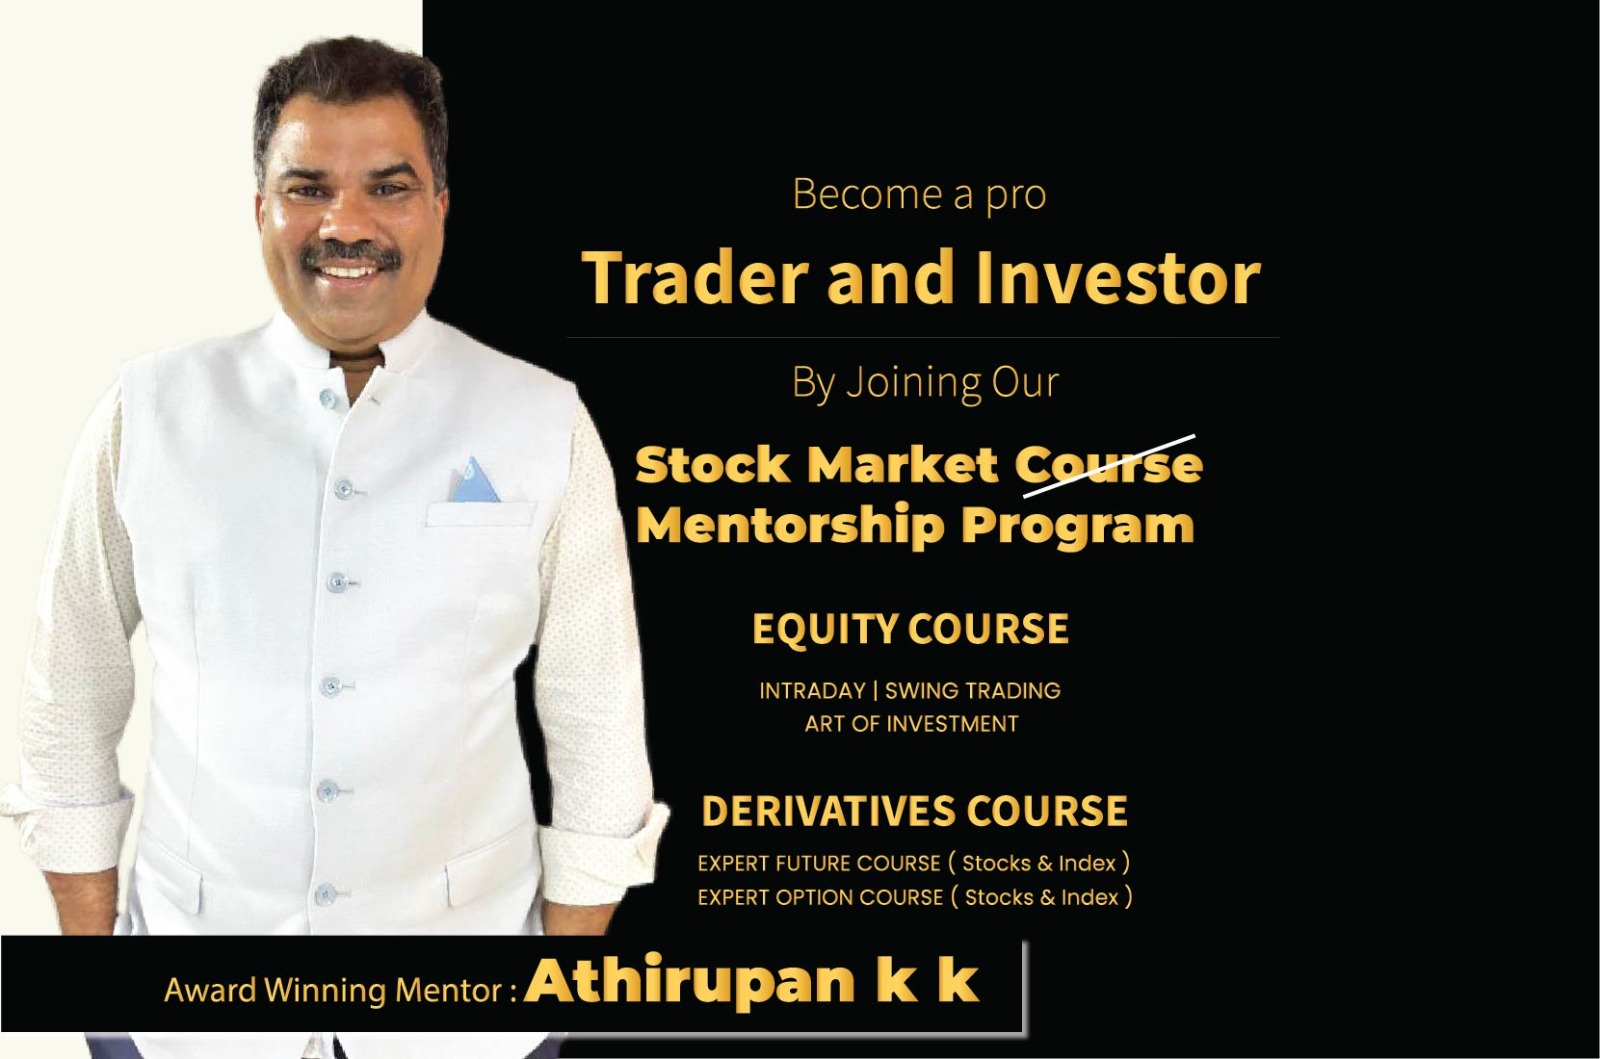 Become a pro
Trader and Investor
By Joining Our
Stock Market Course
Mentorship Program
EQUITY COURSE
INTRADAY | SWING TRADING
ART OF INVESTMENT
DERIVATIVES COURSE
EXPERT FUTURE COURSE ( Stocks & Index )
EXPERT OPTION COURSE ( Stocks & Index )
Award Winning Mentor : Athirupan k k